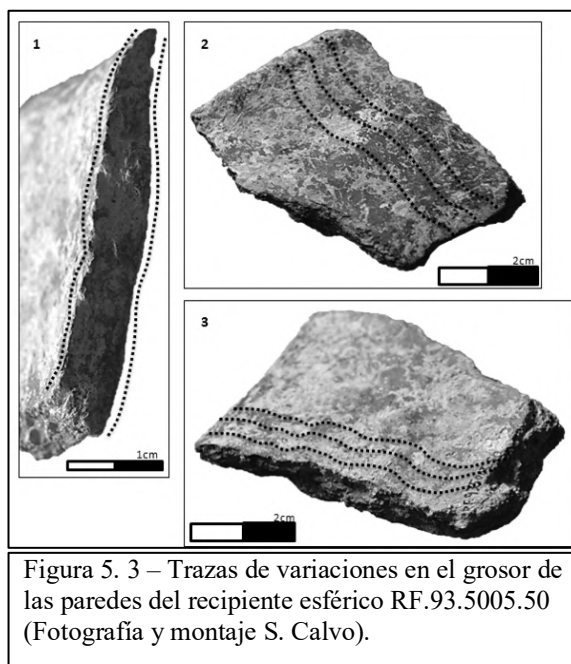 1
1cm
2
2cm
3
2cm
Figura 5. 3 – Trazas de variaciones en el grosor de
las paredes del recipiente esférico RF.93.5005.50
(Fotografía y montaje S. Calvo).